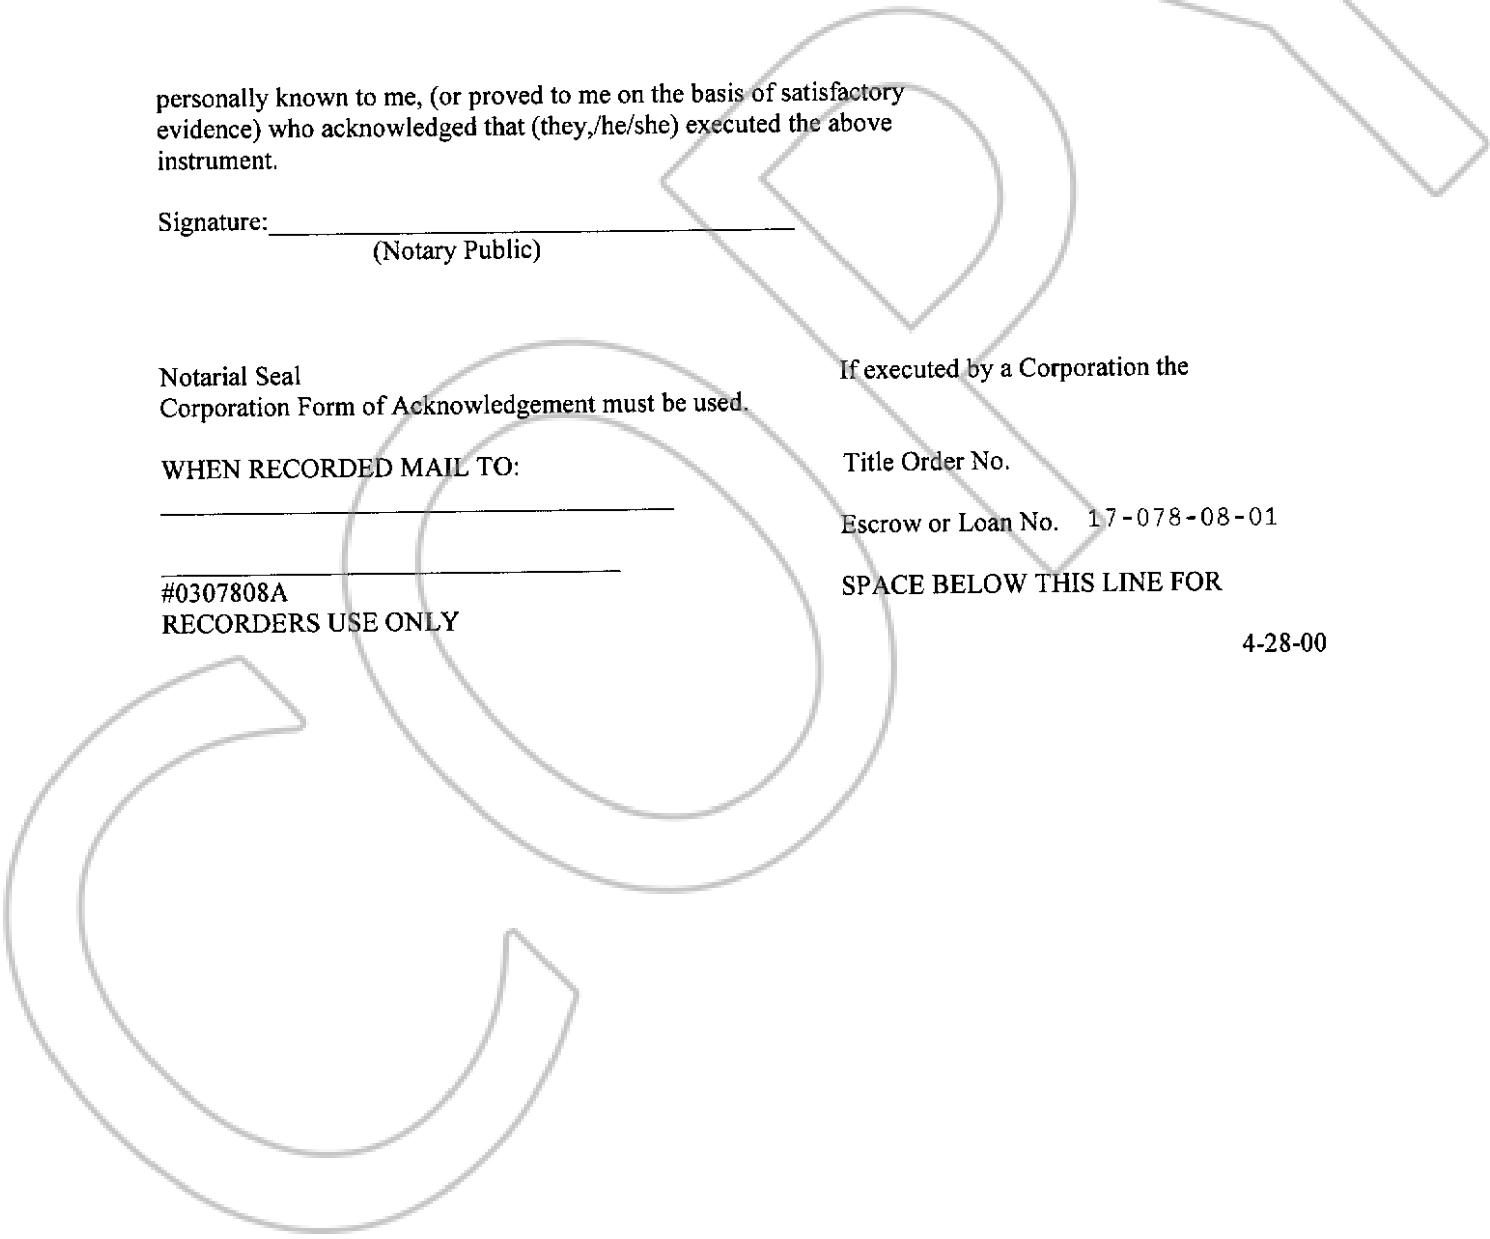 personally known to me, (or proved to me on the basis of satisfactory
evidence) who acknowledged that (they,/he/she) executed the above
instrument.
Signature:
(Notary Public)
Notarial Seal
If executed by a Corporation the
Corporation Form of Acknowledgement must be used.
WHEN RECORDED MAIL TO:
Title Order No.
Escrow or Loan No. 17-078-08-01
#0307808A
SPACE BELOW THIS LINE FOR
RECORDERS USE ONLY
4-28-00
COPY